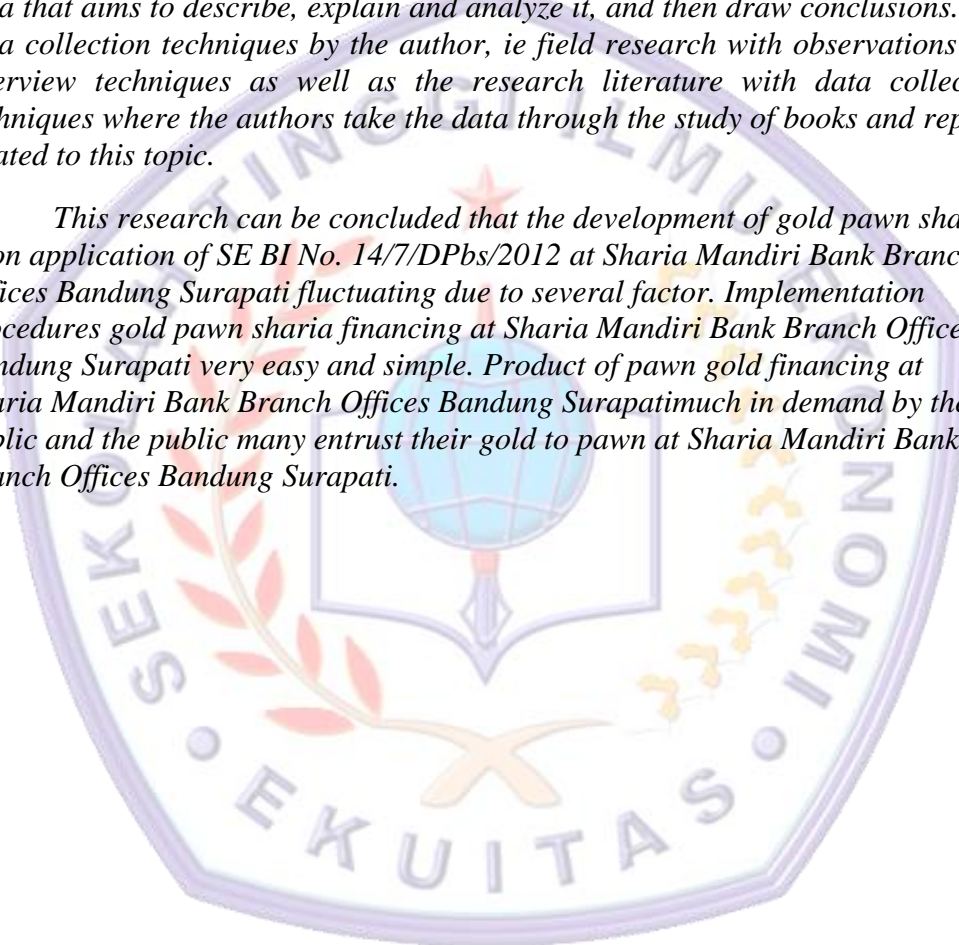 a that aims to describe, explain and analyze it, and then draw conclusions.
a collection techniques by the author, ie field research with observations
erview techniques as well as the research literature with data collec
hniques where the authors take the data through the study of books and rep
ated to this topic.
This research can be concluded that the development of gold pawn sha
on application of SE BI No. 14/7/DPbs/2012 at Sharia Mandiri Bank Branc
fices Bandung Surapati fluctuating due to several factor. Implementation
ocedures gold pawn sharia financing at Sharia Mandiri Bank Branch Office
ndung Surapati very easy and simple. Product of pawn gold financing at
aria Mandiri Bank Branch Offices Bandung Surapatimuch in demand by the
blic and the public many entrust their gold to pawn at Sharia Mandiri Bank
anch Offices Bandung Surapati.
SEKOLAH TINGGI ILMU EKONOMI
• EKUITAS •